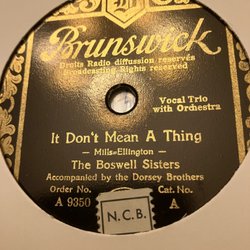 B
Brunswick
Droits Radio diffusion reservés
Broadcasting Rights reserved
Vocal Trio
with Orchestra
It Don't Mean A Thing
- Mills-Ellington -
The Boswell Sisters
Accompanied by the Dorsey Brothers
Order No. Cat. No.
A 9350 A
N.C.B.